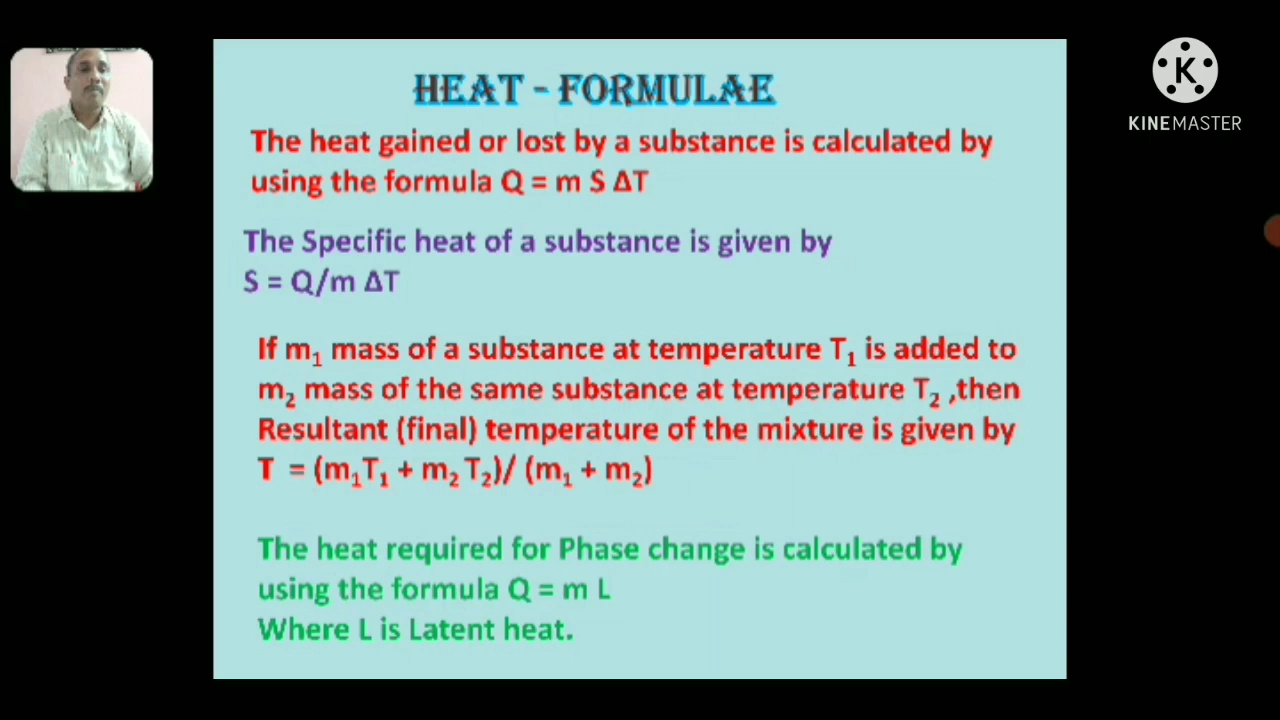 HEAT - FORMULAE
The heat gained or lost by a substance is calculated by
using the formula Q = m S ΔT
The Specific heat of a substance is given by
S = Q/m ΔT
If m₁ mass of a substance at temperature T₁ is added to
m₂ mass of the same substance at temperature T₂ ,then
Resultant (final) temperature of the mixture is given by
T = (m₁T₁ + m₂ T₂)/ (m₁ + m₂)
The heat required for Phase change is calculated by
using the formula Q = m L
Where L is Latent heat.
K
KINEMASTER